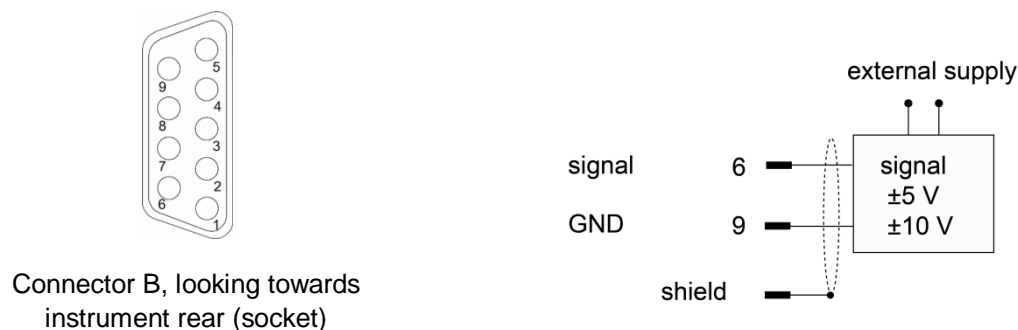 5
9
4
8
3
7
2
6
1
Connector B, looking towards
instrument rear (socket)
external supply
signal 6 signal
±5 V
GND 9 ±10 V
shield